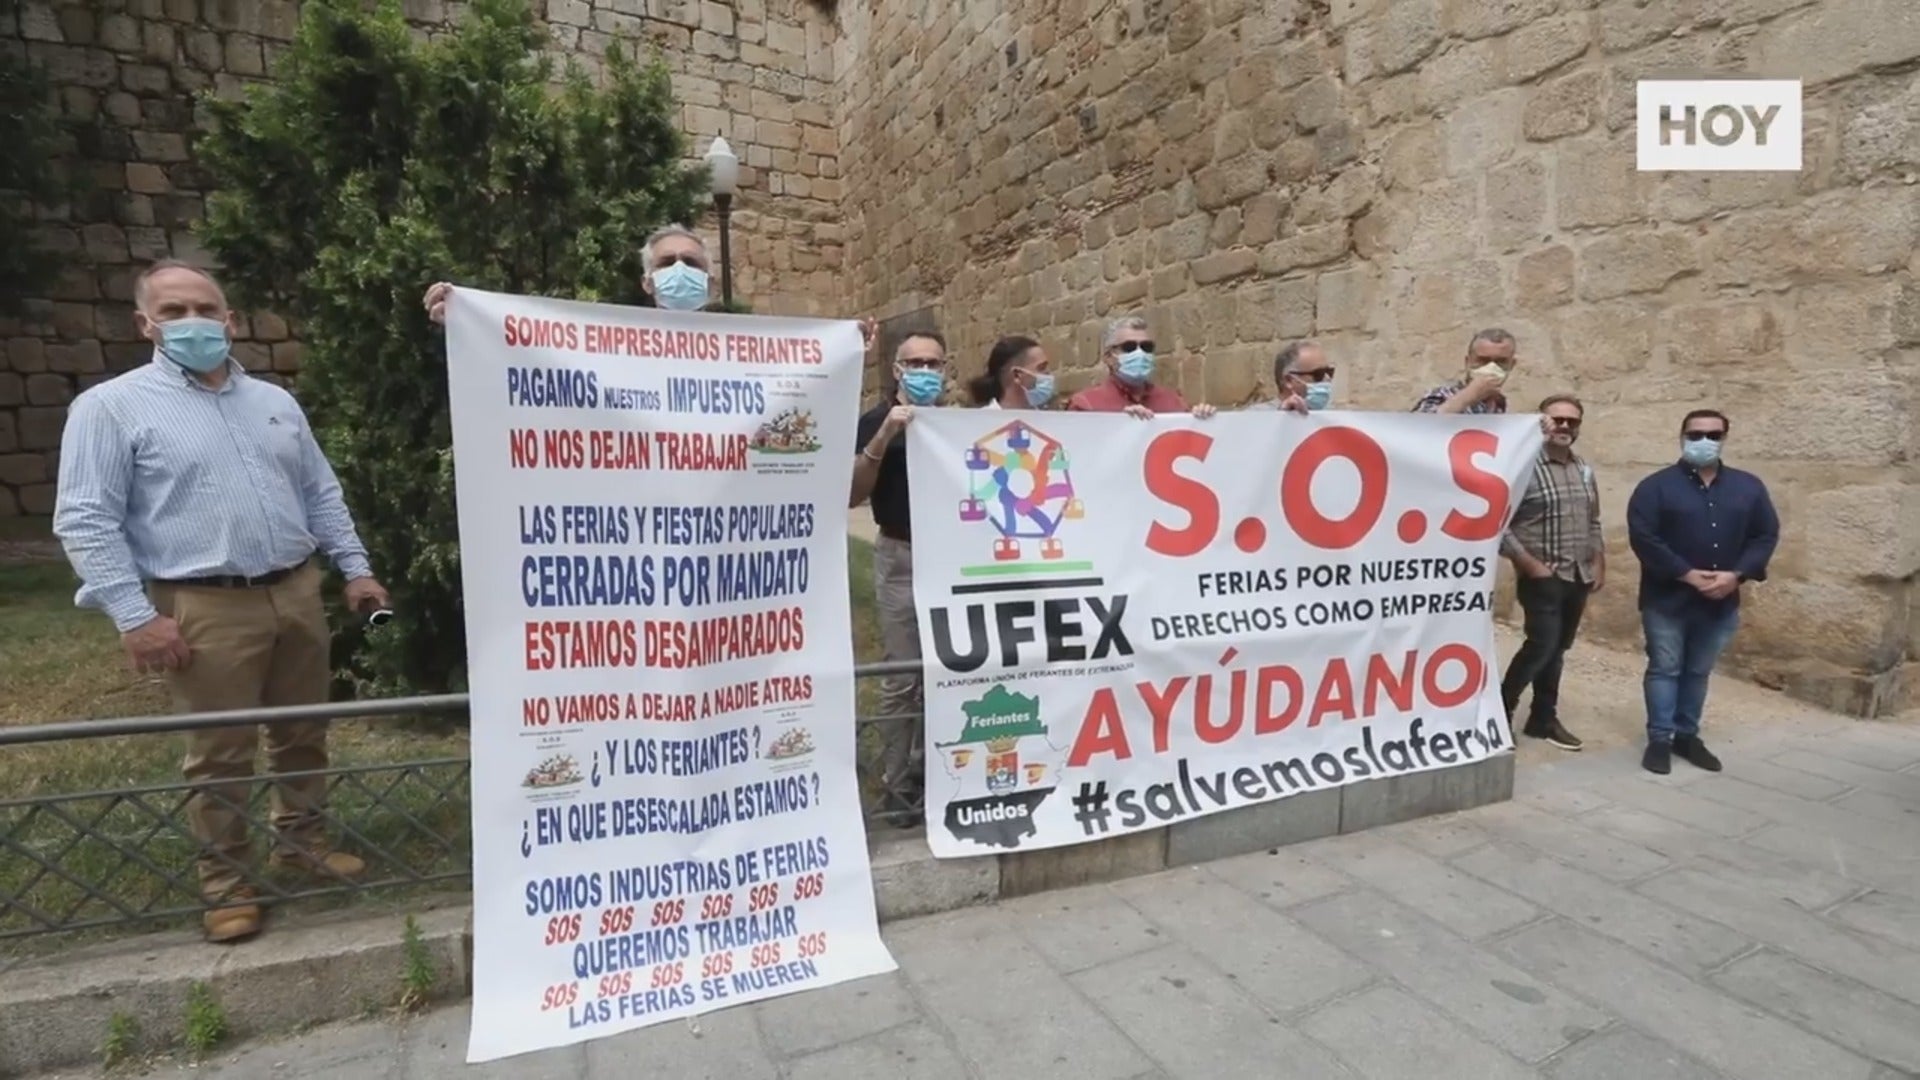 HOY
SOMOS EMPRESARIOS FERIANTES
PAGAMOS NUESTROS IMPUESTOS
NO NOS DEJAN TRABAJAR
LAS FERIAS Y FIESTAS POPULARES
CERRADAS POR MANDATO
ESTAMOS DESAMPARADOS
NO VAMOS A DEJAR A NADIE ATRAS
¿ Y LOS FERIANTES ?
¿ EN QUE DESESCALADA ESTAMOS ?
SOMOS INDUSTRIAS DE FERIAS
SOS SOS SOS SOS SOS SOS
QUEREMOS TRABAJAR
SOS SOS SOS SOS SOS SOS
LAS FERIAS SE MUEREN
UFEX
PLATAFORMA UNIÓN DE FERIANTES DE EXTREMADURA
Feriantes
Unidos
S.O.S
FERIAS POR NUESTROS
DERECHOS COMO EMPRESAR
AYÚDANO
#salvemoslaferia